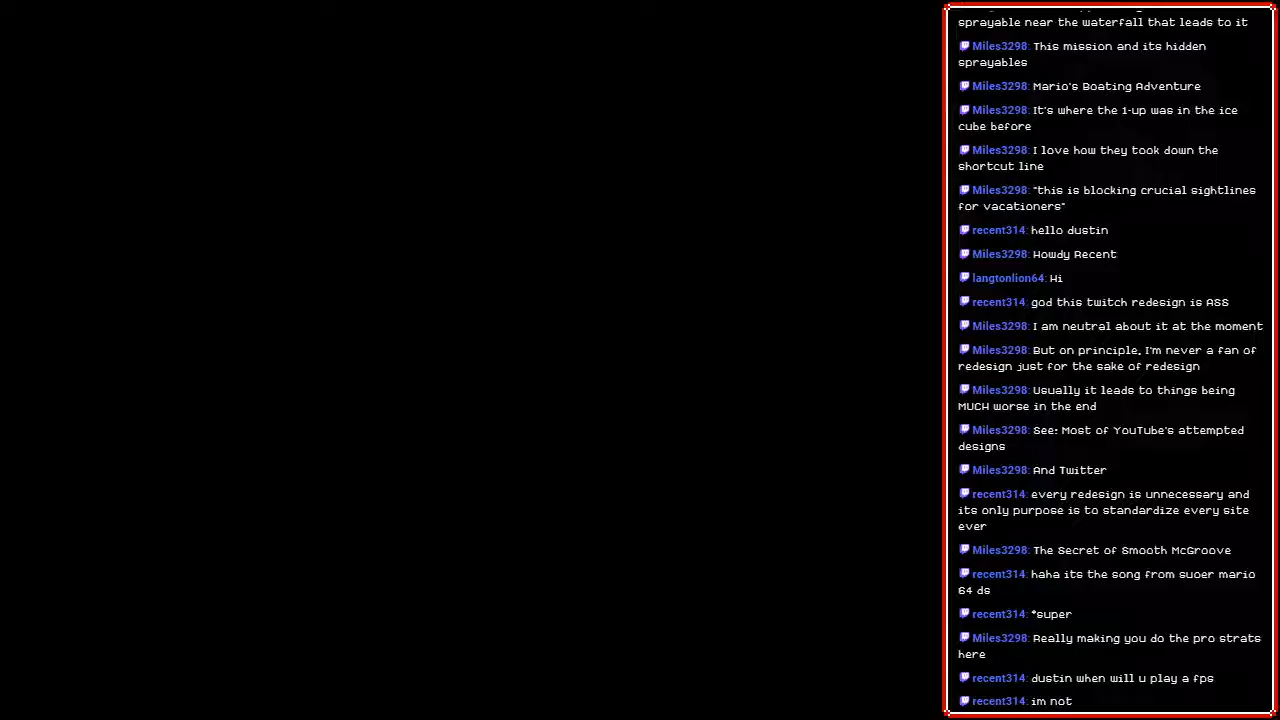 sprayable near the waterfall that leads to it
Miles3298: This mission and its hidden
sprayables
Miles3298: Mario's Boating Adventure
Miles3298: It's where the 1-up was in the ice
cube before
Miles3298: I love how they took down the
shortcut line
Miles3298: "this is blocking crucial sightlines
for vacationers"
recent314: hello dustin
Miles3298: Howdy Recent
langtonlion64: Hi
recent314: god this twitch redesign is ASS
Miles3298: I am neutral about it at the moment
Miles3298: But on principle, I'm never a fan of
redesign just for the sake of redesign
Miles3298: Usually it leads to things being
MUCH worse in the end
Miles3298: See: Most of YouTube's attempted
designs
Miles3298: And Twitter
recent314: every redesign is unnecessary and
its only purpose is to standardize every site
ever
Miles3298: The Secret of Smooth McGroove
recent314: haha its the song from suoer mario
64 ds
recent314: *super
Miles3298: Really making you do the pro strats
here
recent314: dustin when will u play a fps
recent314: im not